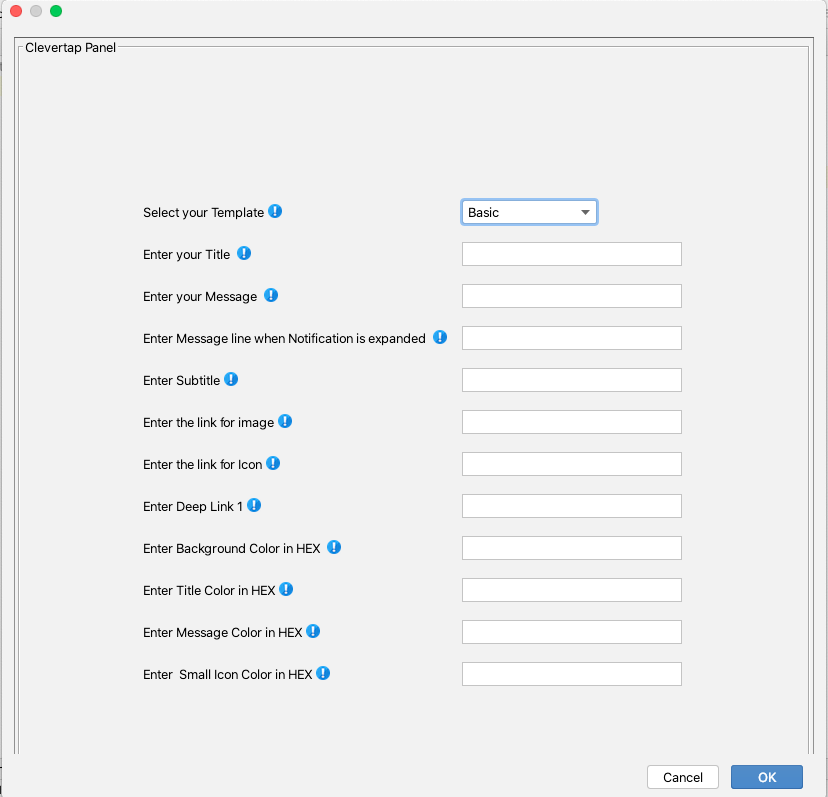 Clevertap Panel
Select your Template
Basic
Enter your Title
Enter your Message
Enter Message line when Notification is expanded
Enter Subtitle
Enter the link for image
Enter the link for Icon
Enter Deep Link 1
Enter Background Color in HEX
Enter Title Color in HEX
Enter Message Color in HEX
Enter  Small Icon Color in HEX
Cancel
OK